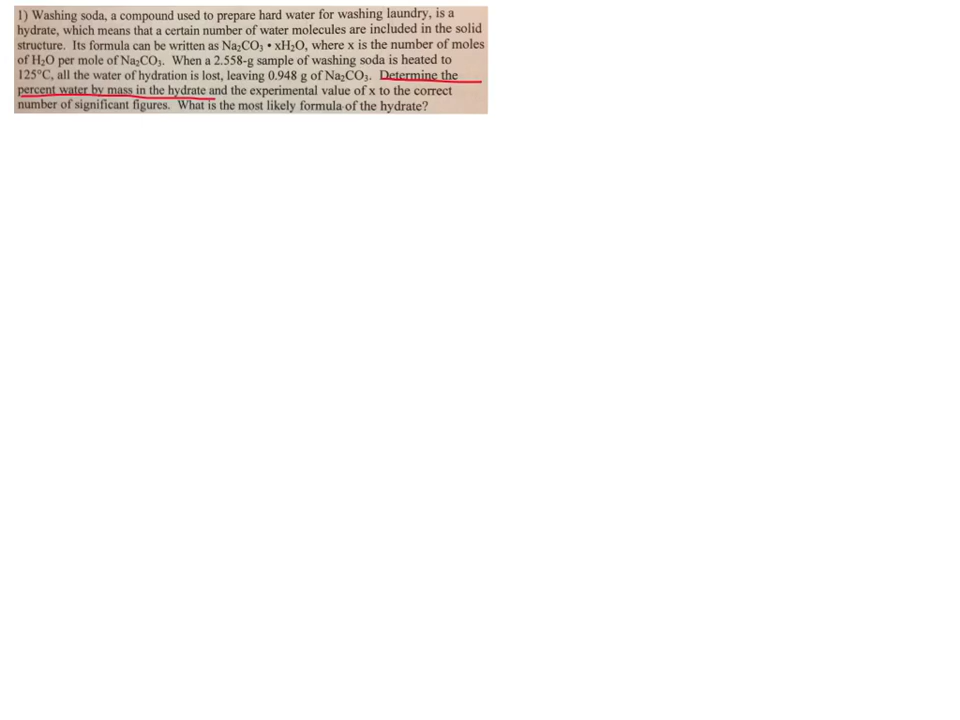 1) Washing soda, a compound used to prepare hard water for washing laundry, is a
hydrate, which means that a certain number of water molecules are included in the solid
structure. Its formula can be written as Na₂CO₃ • xH₂O, where x is the number of moles
of H₂O per mole of Na₂CO₃. When a 2.558-g sample of washing soda is heated to
125°C, all the water of hydration is lost, leaving 0.948 g of Na₂CO₃. Determine the
percent water by mass in the hydrate and the experimental value of x to the correct
number of significant figures. What is the most likely formula of the hydrate?